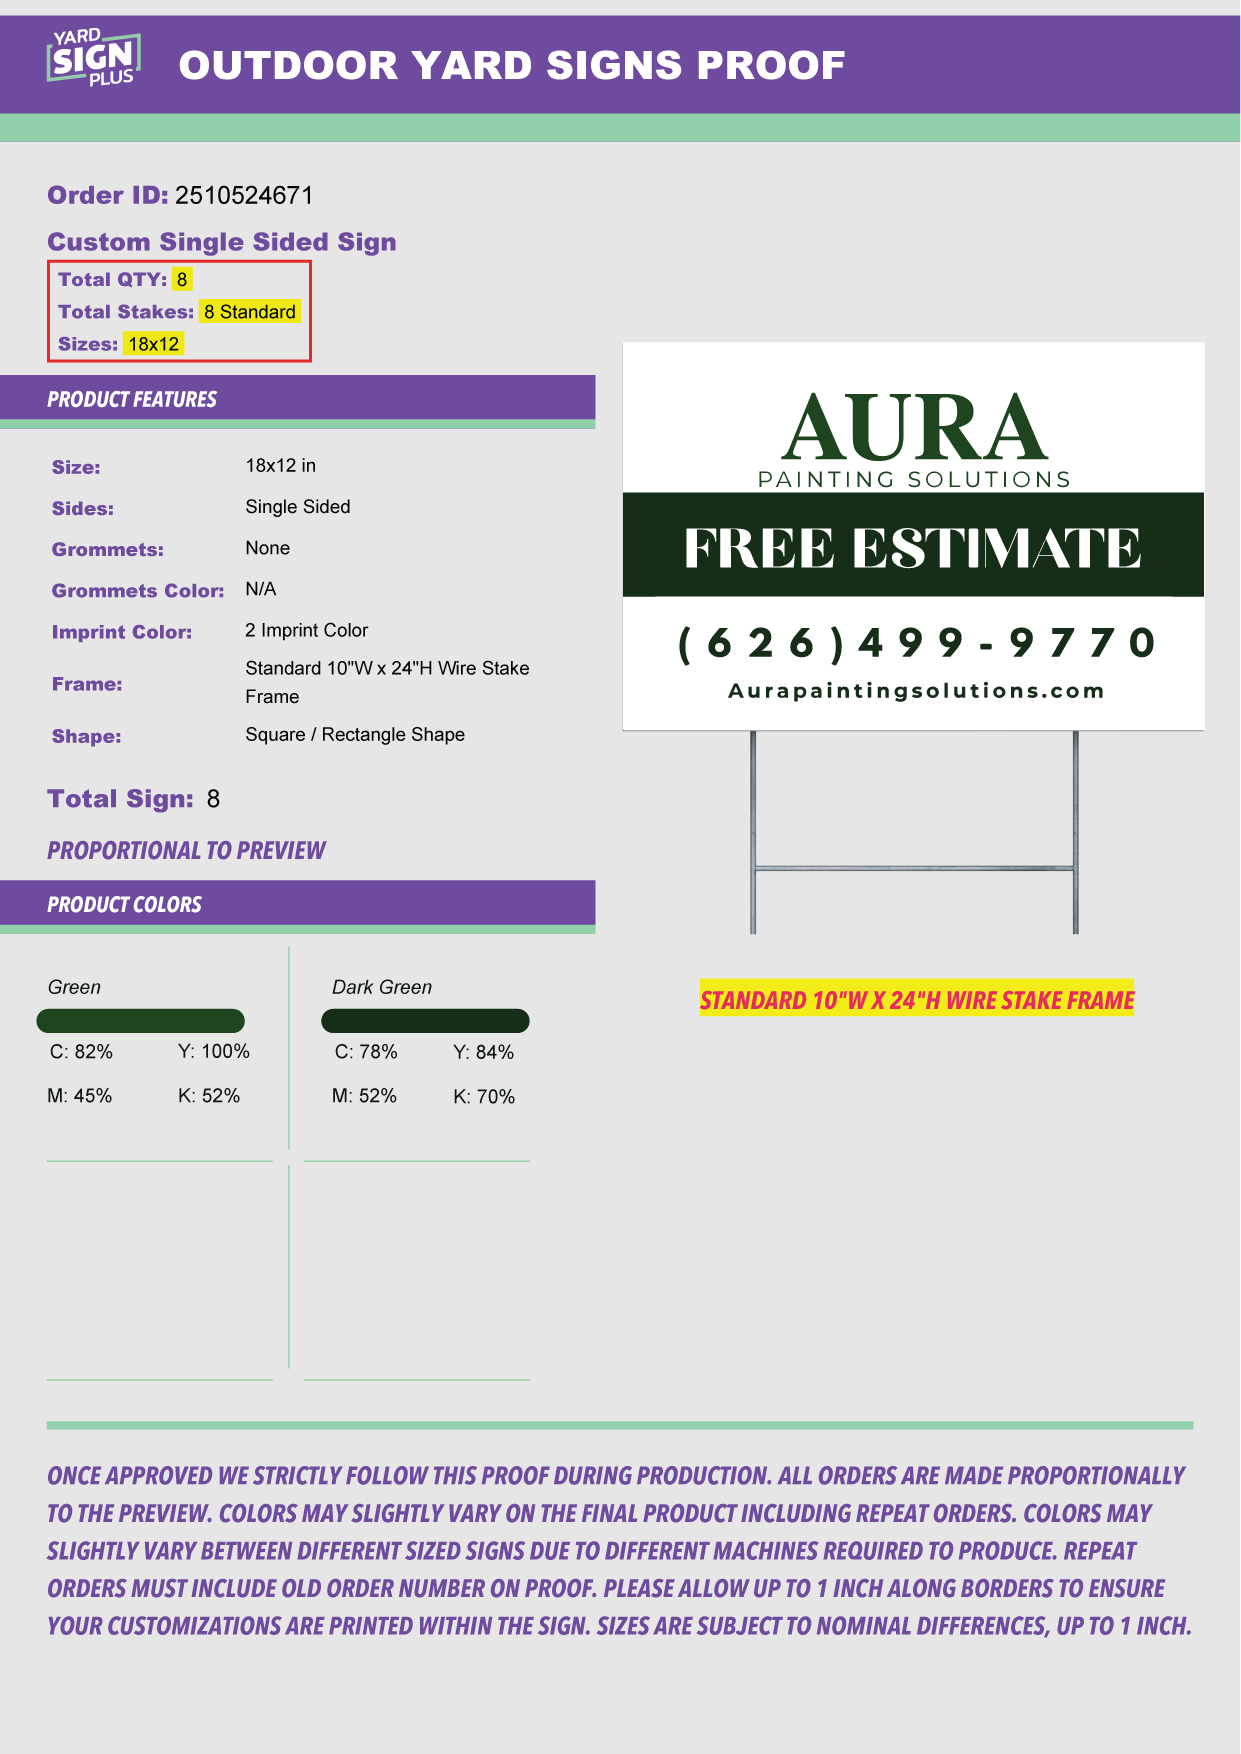 YARD
SIGN
PLUS
OUTDOOR YARD SIGNS PROOF
Order ID: 2510524671
Custom Single Sided Sign
Total QTY: 8
Total Stakes: 8 Standard
Sizes: 18x12
PRODUCT FEATURES
Size: 18x12 in
Sides: Single Sided
Grommets: None
Grommets Color: N/A
Imprint Color: 2 Imprint Color
Frame: Standard 10"W x 24"H Wire Stake
Frame
Shape: Square / Rectangle Shape
Total Sign: 8
PROPORTIONAL TO PREVIEW
AURA
PAINTING SOLUTIONS
FREE ESTIMATE
(626)499-9770
Aurapaintingsolutions.com
STANDARD 10"W X 24"H WIRE STAKE FRAME
PRODUCT COLORS
Green
C: 82% Y: 100%
M: 45% K: 52%
Dark Green
C: 78% Y: 84%
M: 52% K: 70%
ONCE APPROVED WE STRICTLY FOLLOW THIS PROOF DURING PRODUCTION. ALL ORDERS ARE MADE PROPORTIONALLY
TO THE PREVIEW. COLORS MAY SLIGHTLY VARY ON THE FINAL PRODUCT INCLUDING REPEAT ORDERS. COLORS MAY
SLIGHTLY VARY BETWEEN DIFFERENT SIZED SIGNS DUE TO DIFFERENT MACHINES REQUIRED TO PRODUCE. REPEAT
ORDERS MUST INCLUDE OLD ORDER NUMBER ON PROOF. PLEASE ALLOW UP TO 1 INCH ALONG BORDERS TO ENSURE
YOUR CUSTOMIZATIONS ARE PRINTED WITHIN THE SIGN. SIZES ARE SUBJECT TO NOMINAL DIFFERENCES, UP TO 1 INCH.